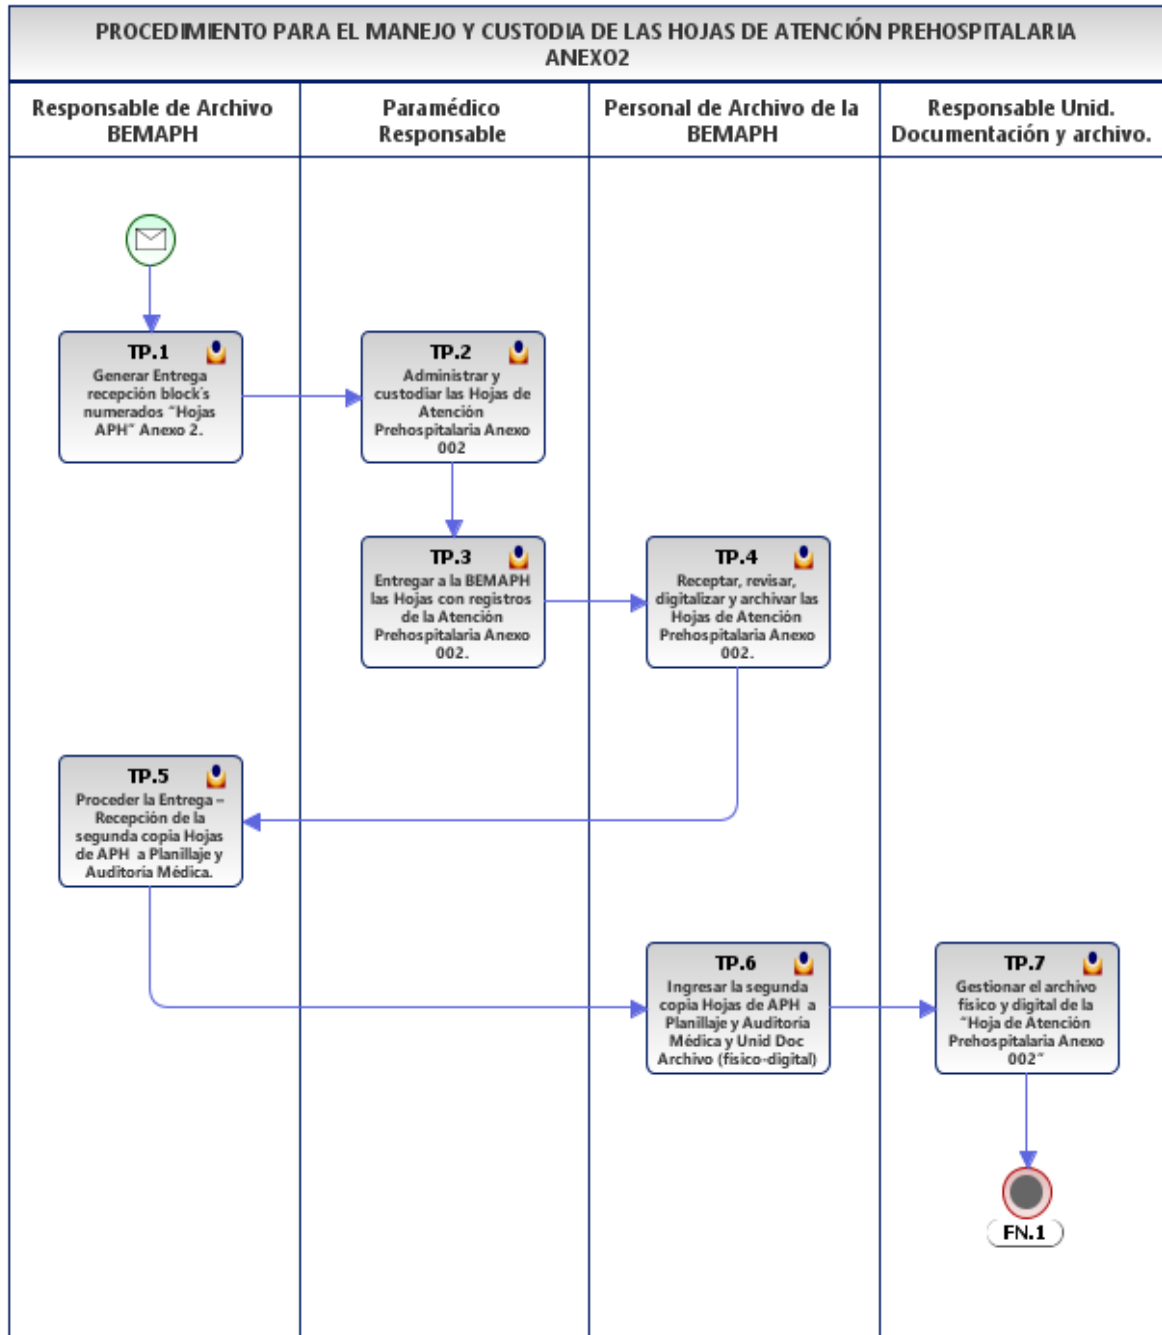 PROCEDIMIENTO PARA EL MANEJO Y CUSTODIA DE LAS HOJAS DE ATENCIÓN PREHOSPITALARIA
ANEXO2
Responsable de Archivo
BEMAPH
Paramédico
Responsable
Personal de Archivo de la
BEMAPH
Responsable Unid.
Documentación y archivo.
TP.1
Generar Entrega
recepción block's
numerados "Hojas
APH" Anexo 2.
TP.2
Administrar y
custodiar las Hojas de
Atención
Prehospitalaria Anexo
002
TP.3
Entregar a la BEMAPH
las Hojas con registros
de la Atención
Prehospitalaria Anexo
002.
TP.4
Receptar, revisar,
digitalizar y archivar las
Hojas de Atención
Prehospitalaria Anexo
002.
TP.5
Proceder la Entrega –
Recepción de la
segunda copia Hojas
de APH a Planillaje y
Auditoria Médica.
TP.6
Ingresar la segunda
copia Hojas de APH a
Planillaje y Auditoria
Médica y Unid Doc
Archivo (fisico-digital)
TP.7
Gestionar el archivo
fisico y digital de la
"Hoja de Atención
Prehospitalaria Anexo
002"
FN.1